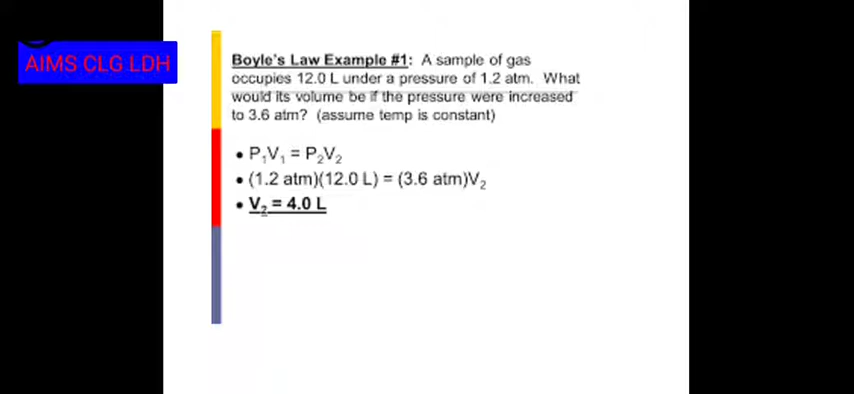 AIMS CLG LDH
Boyle's Law Example #1: A sample of gas
occupies 12.0 L under a pressure of 1.2 atm. What
would its volume be if the pressure were increased
to 3.6 atm? (assume temp is constant)
• P₁V₁ = P₂V₂
• (1.2 atm)(12.0 L) = (3.6 atm)V₂
• V₂ = 4.0 L